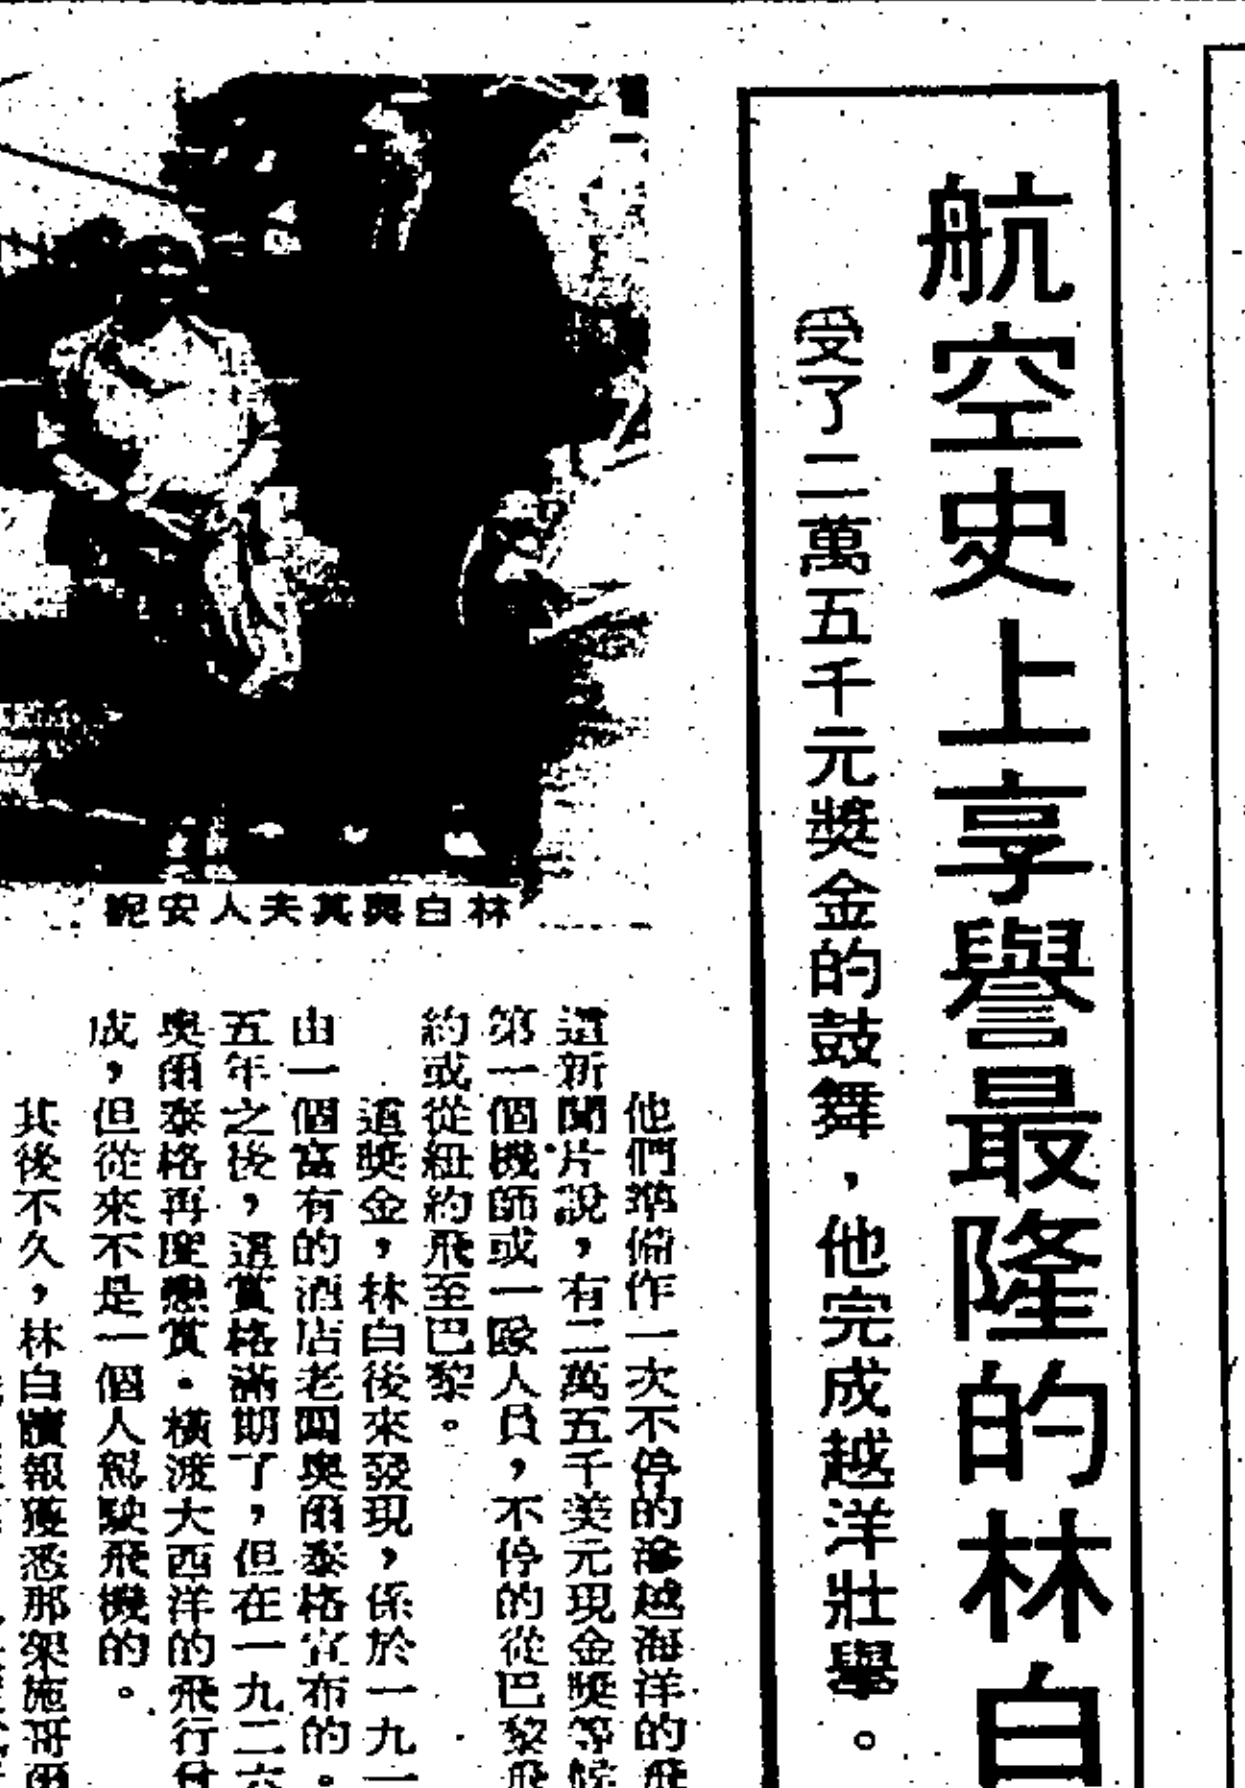 航空史上享譽最隆的林白
受了二萬五千元獎金的鼓舞，他完成越洋壯舉。
林白與其夫人安妮
他們準備作一次不停的渡越海洋的飛
這新聞片說，有二萬五千美元現金獎等候
第一個機師或一隊人員，不停的從巴黎飛
約或從紐約飛至巴黎。
這獎金，林白後來發現，係於一九一
由一個富有的酒店老闆奧爾泰格宣布的。
五年之後，這賞格滿期了，但在一九二六
奧爾泰格再度懸賞。橫渡大西洋的飛行曾
成，但從來不是一個人駕駛飛機的。
其後不久，林白讀報獲悉那架施哥爾